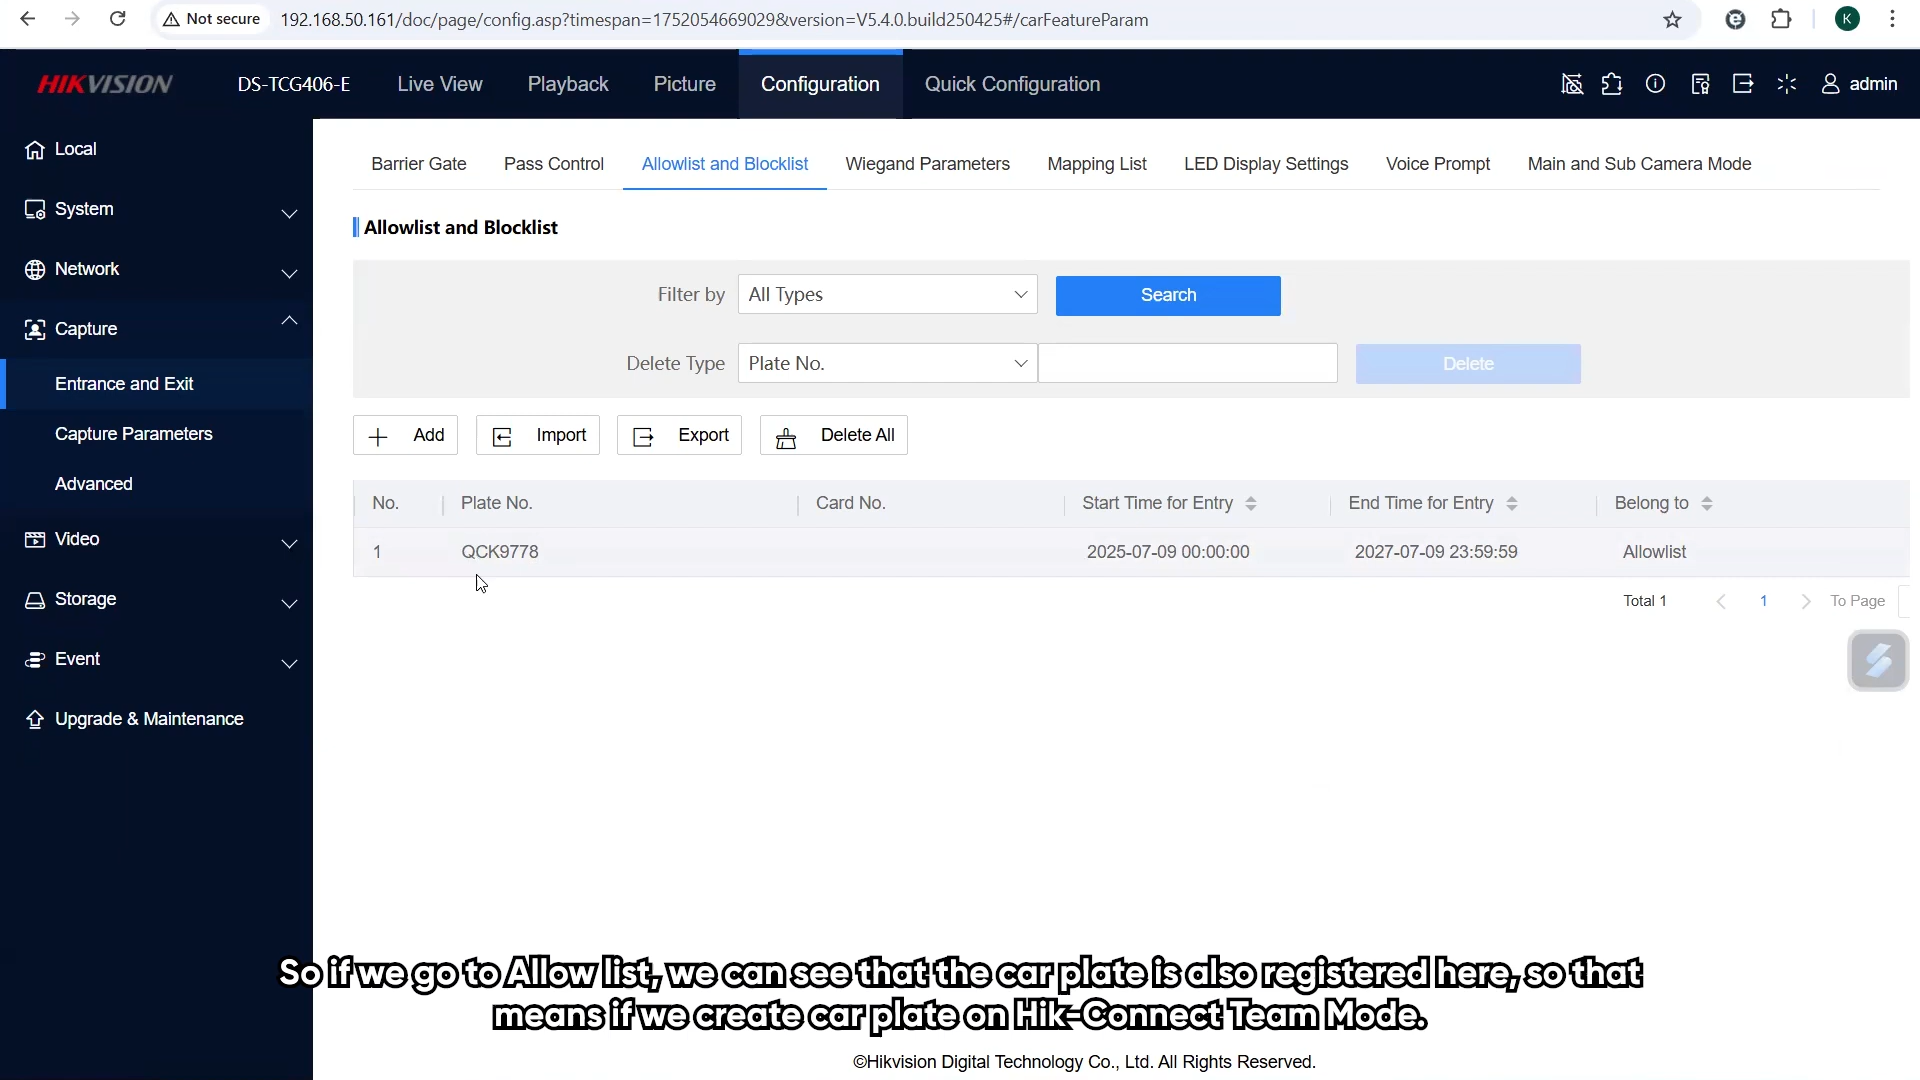 Not secure 192.168.50.161/doc/page/config.asp?timespan=1752054669029&version=V5.4.0.build250425#/carFeatureParam K
HIKVISION DS-TCG406-E Live View Playback Picture Configuration Quick Configuration admin
Local
System
Network
Capture
Entrance and Exit
Capture Parameters
Advanced
Video
Storage
Event
Upgrade & Maintenance
Barrier Gate Pass Control Allowlist and Blocklist Wiegand Parameters Mapping List LED Display Settings Voice Prompt Main and Sub Camera Mode
Allowlist and Blocklist
Filter by All Types Search
Delete Type Plate No. Delete
Add Import Export Delete All
No. Plate No. Card No. Start Time for Entry End Time for Entry Belong to
1 QCK9778 2025-07-09 00:00:00 2027-07-09 23:59:59 Allowlist
Total 1 < 1 > To Page
So if we go to Allow list, we can see that the car plate is also registered here, so that
means if we create car plate on Hik-Connect Team Mode.
©Hikvision Digital Technology Co., Ltd. All Rights Reserved.